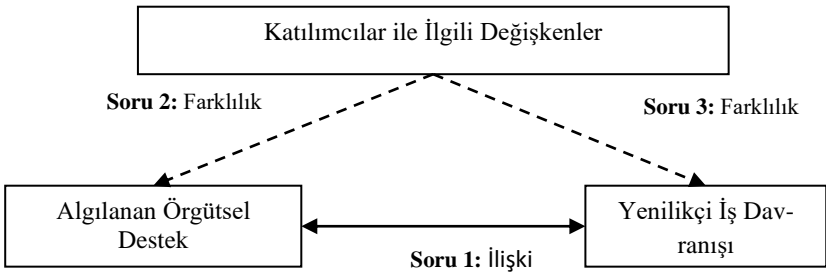 Katılımcılar ile İlgili Değişkenler
Soru 2: Farklılık
Soru 3: Farklılık
Algılanan Örgütsel
Destek
Yenilikçi İş Dav-
ranışı
Soru 1: İlişki